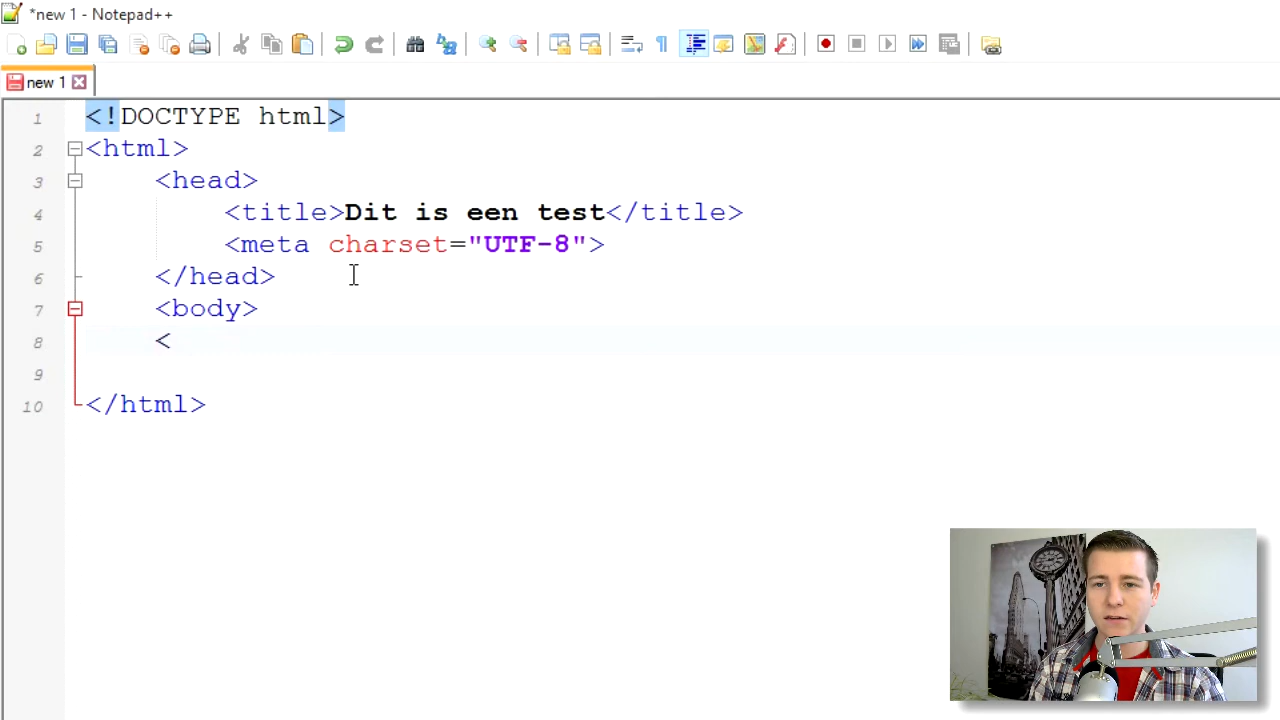 *new 1 - Notepad++
new 1
1 <!DOCTYPE html>
2 <html>
3 <head>
4 <title>Dit is een test</title>
5 <meta charset="UTF-8">
6 </head>
7 <body>
8 <
9
10 </html>